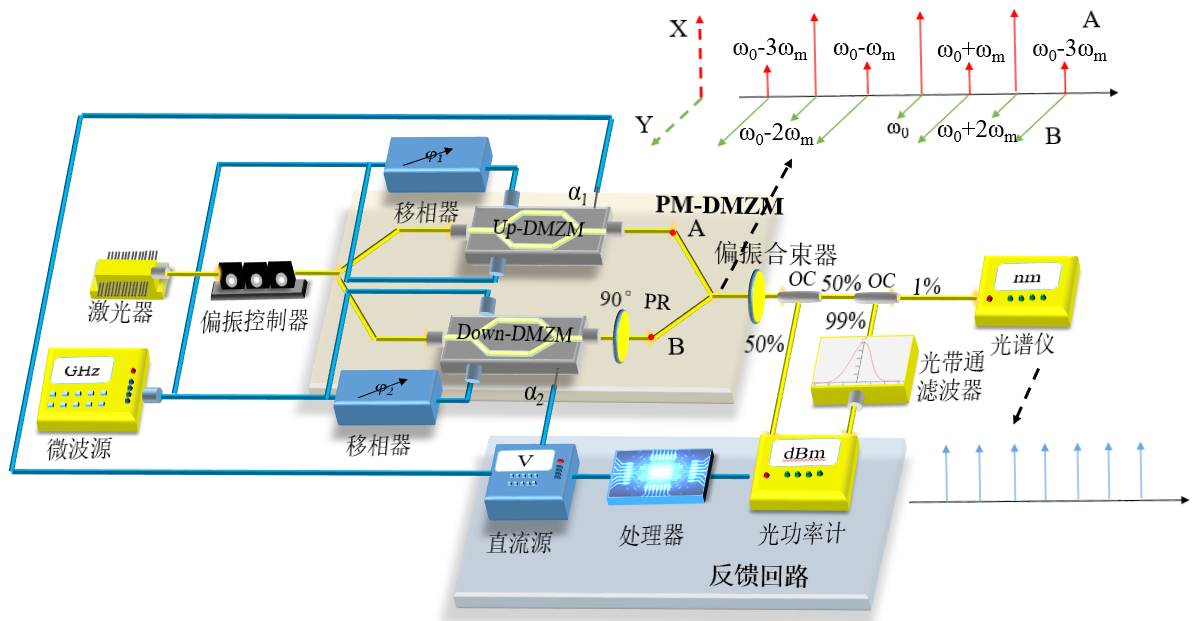 X
A
ω0-3ωm
ω0-ωm
ω0+ωm
ω0-3ωm
Y
ω0-2ωm
ω0
ω0+2ωm
B
φ1
移相器
α1
PM-DMZM
Up-DMZM
A
偏振合束器
激光器
偏振控制器
90°
PR
OC
50%
OC
1%
nm
Down-DMZM
B
50%
99%
光谱仪
GHz
φ2
α2
光带通
滤波器
微波源
移相器
V
dBm
直流源
处理器
光功率计
反馈回路